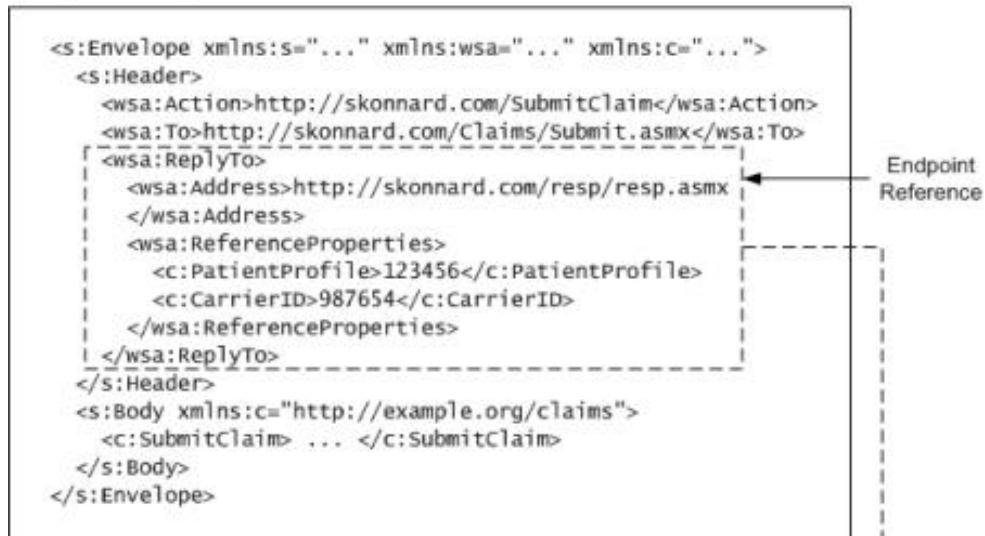 <s:Envelope xmlns:s="..." xmlns:wsa="..." xmlns:c="...">
<s:Header>
<wsa:Action>http://skonnard.com/SubmitClaim</wsa:Action>
<wsa:To>http://skonnard.com/Claims/Submit.asmx</wsa:To>
<wsa:ReplyTo>
<wsa:Address>http://skonnard.com/resp/resp.asmx
</wsa:Address>
<wsa:ReferenceProperties>
<c:PatientProfile>123456</c:PatientProfile>
<c:CarrierID>987654</c:CarrierID>
</wsa:ReferenceProperties>
</wsa:ReplyTo>
</s:Header>
<s:Body xmlns:c="http://example.org/claims">
<c:SubmitClaim> ... </c:SubmitClaim>
</s:Body>
</s:Envelope>
Endpoint
Reference